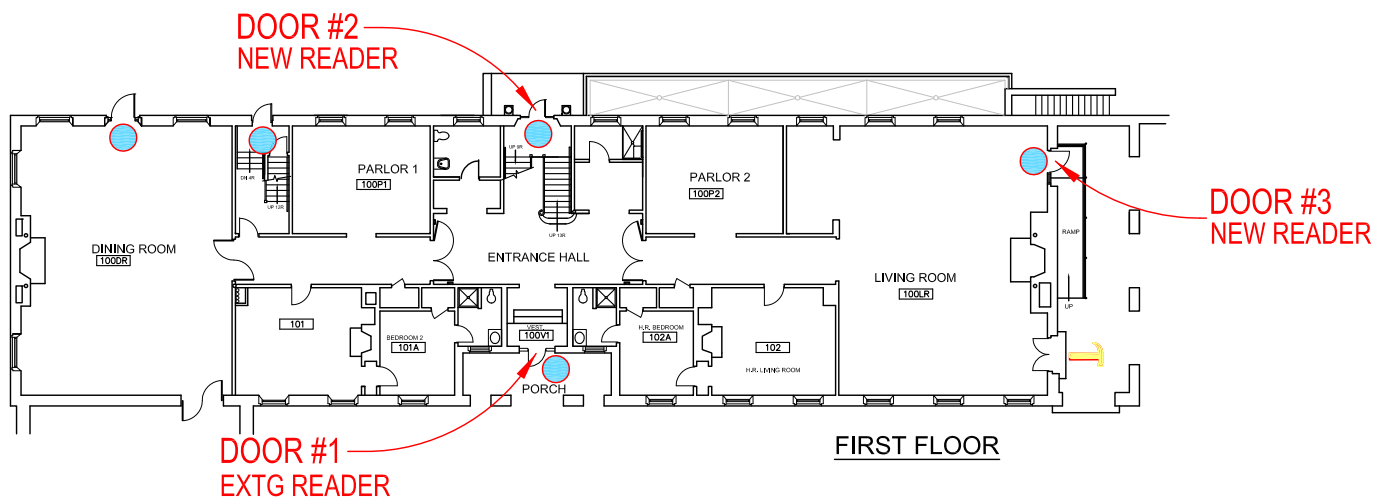 DOOR #2
NEW READER
UP 9R
PARLOR 1
100P1
DN 4R
UP 12R
PARLOR 2
100P2
DOOR #3
NEW READER
UP 13R
RAMP
DINING ROOM
100DR
ENTRANCE HALL
LIVING ROOM
100LR
UP
101
BEDROOM 2
101A
VEST.
100V1
H.R. BEDROOM
102A
102
H.R. LIVING ROOM
PORCH
DOOR #1
EXTG READER
FIRST FLOOR